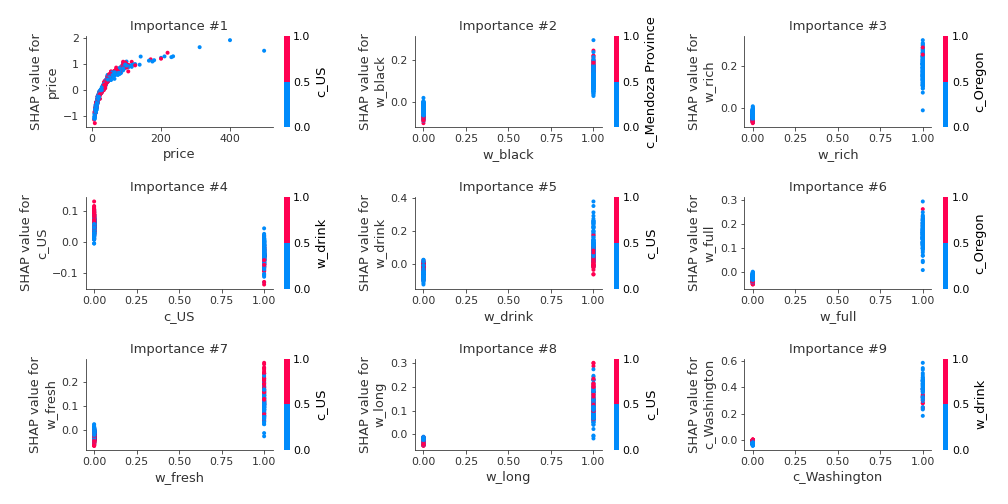 Importance #1
SHAP value for
price
2
1
0
−1
0
200
400
price
1.0
0.5
0.0
c_US
Importance #2
SHAP value for
w_black
0.2
0.0
0.00 0.25 0.50 0.75 1.00
w_black
1.0
0.5
0.0
c_Mendoza Province
Importance #3
SHAP value for
w_rich
0.2
0.0
0.00 0.25 0.50 0.75 1.00
w_rich
1.0
0.5
0.0
c_Oregon
Importance #4
SHAP value for
c_US
0.1
0.0
−0.1
0.00 0.25 0.50 0.75 1.00
c_US
1.0
0.5
0.0
w_drink
Importance #5
SHAP value for
w_drink
0.4
0.2
0.0
0.00 0.25 0.50 0.75 1.00
w_drink
1.0
0.5
0.0
c_US
Importance #6
SHAP value for
w_full
0.3
0.2
0.1
0.0
0.00 0.25 0.50 0.75 1.00
w_full
1.0
0.5
0.0
c_Oregon
Importance #7
SHAP value for
w_fresh
0.2
0.1
0.0
0.00 0.25 0.50 0.75 1.00
w_fresh
1.0
0.5
0.0
c_US
Importance #8
SHAP value for
w_long
0.3
0.2
0.1
0.0
0.00 0.25 0.50 0.75 1.00
w_long
1.0
0.5
0.0
c_US
Importance #9
SHAP value for
c_Washington
0.6
0.4
0.2
0.0
0.00 0.25 0.50 0.75 1.00
c_Washington
1.0
0.5
0.0
w_drink